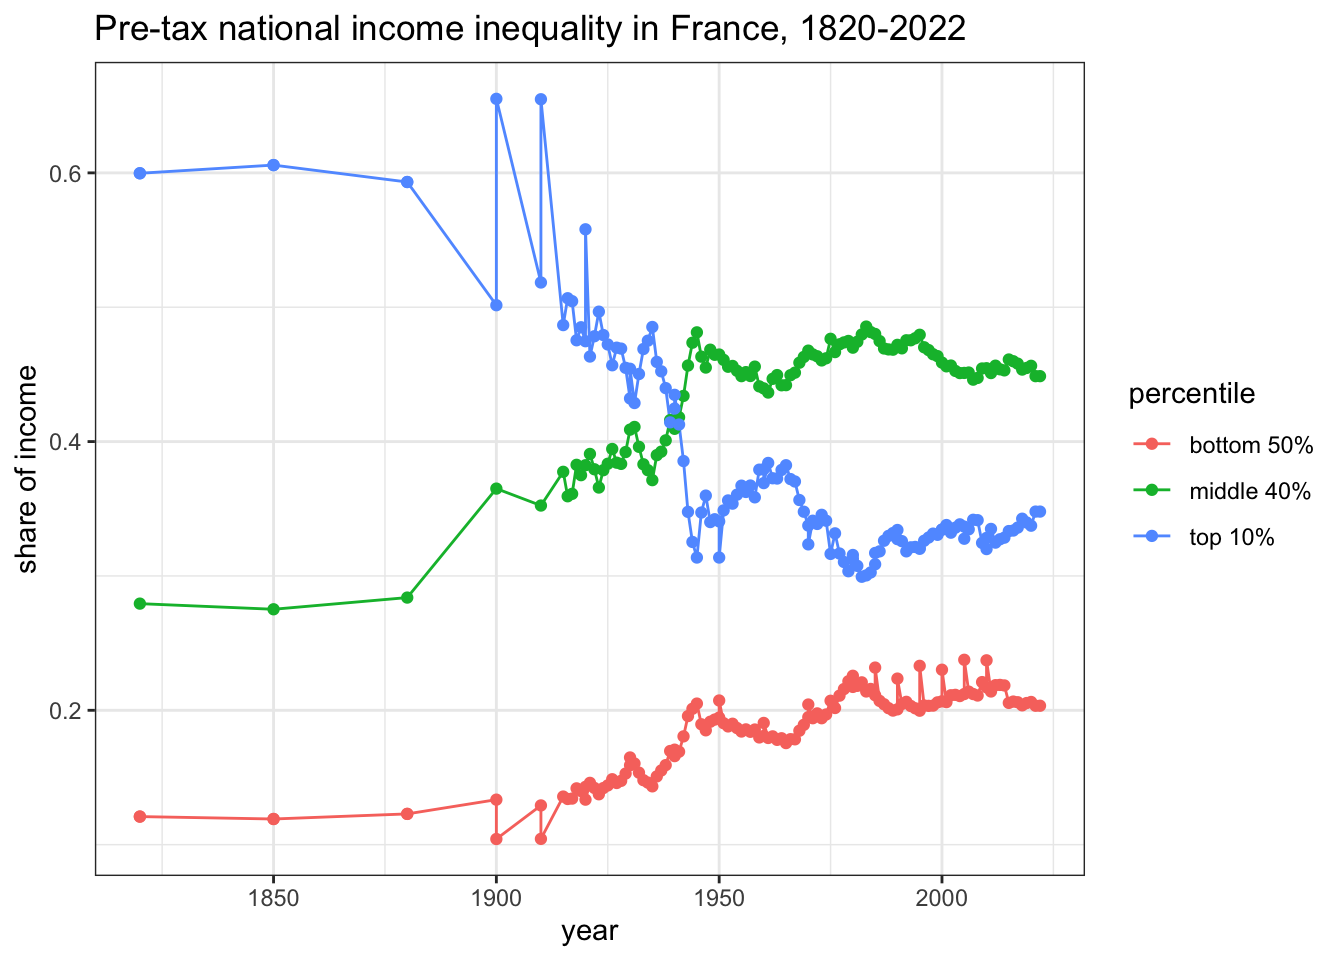 Pre-tax national income inequality in France, 1820-2022
0.6
0.4
0.2
share of income
1850
1900
1950
2000
year
percentile
bottom 50%
middle 40%
top 10%